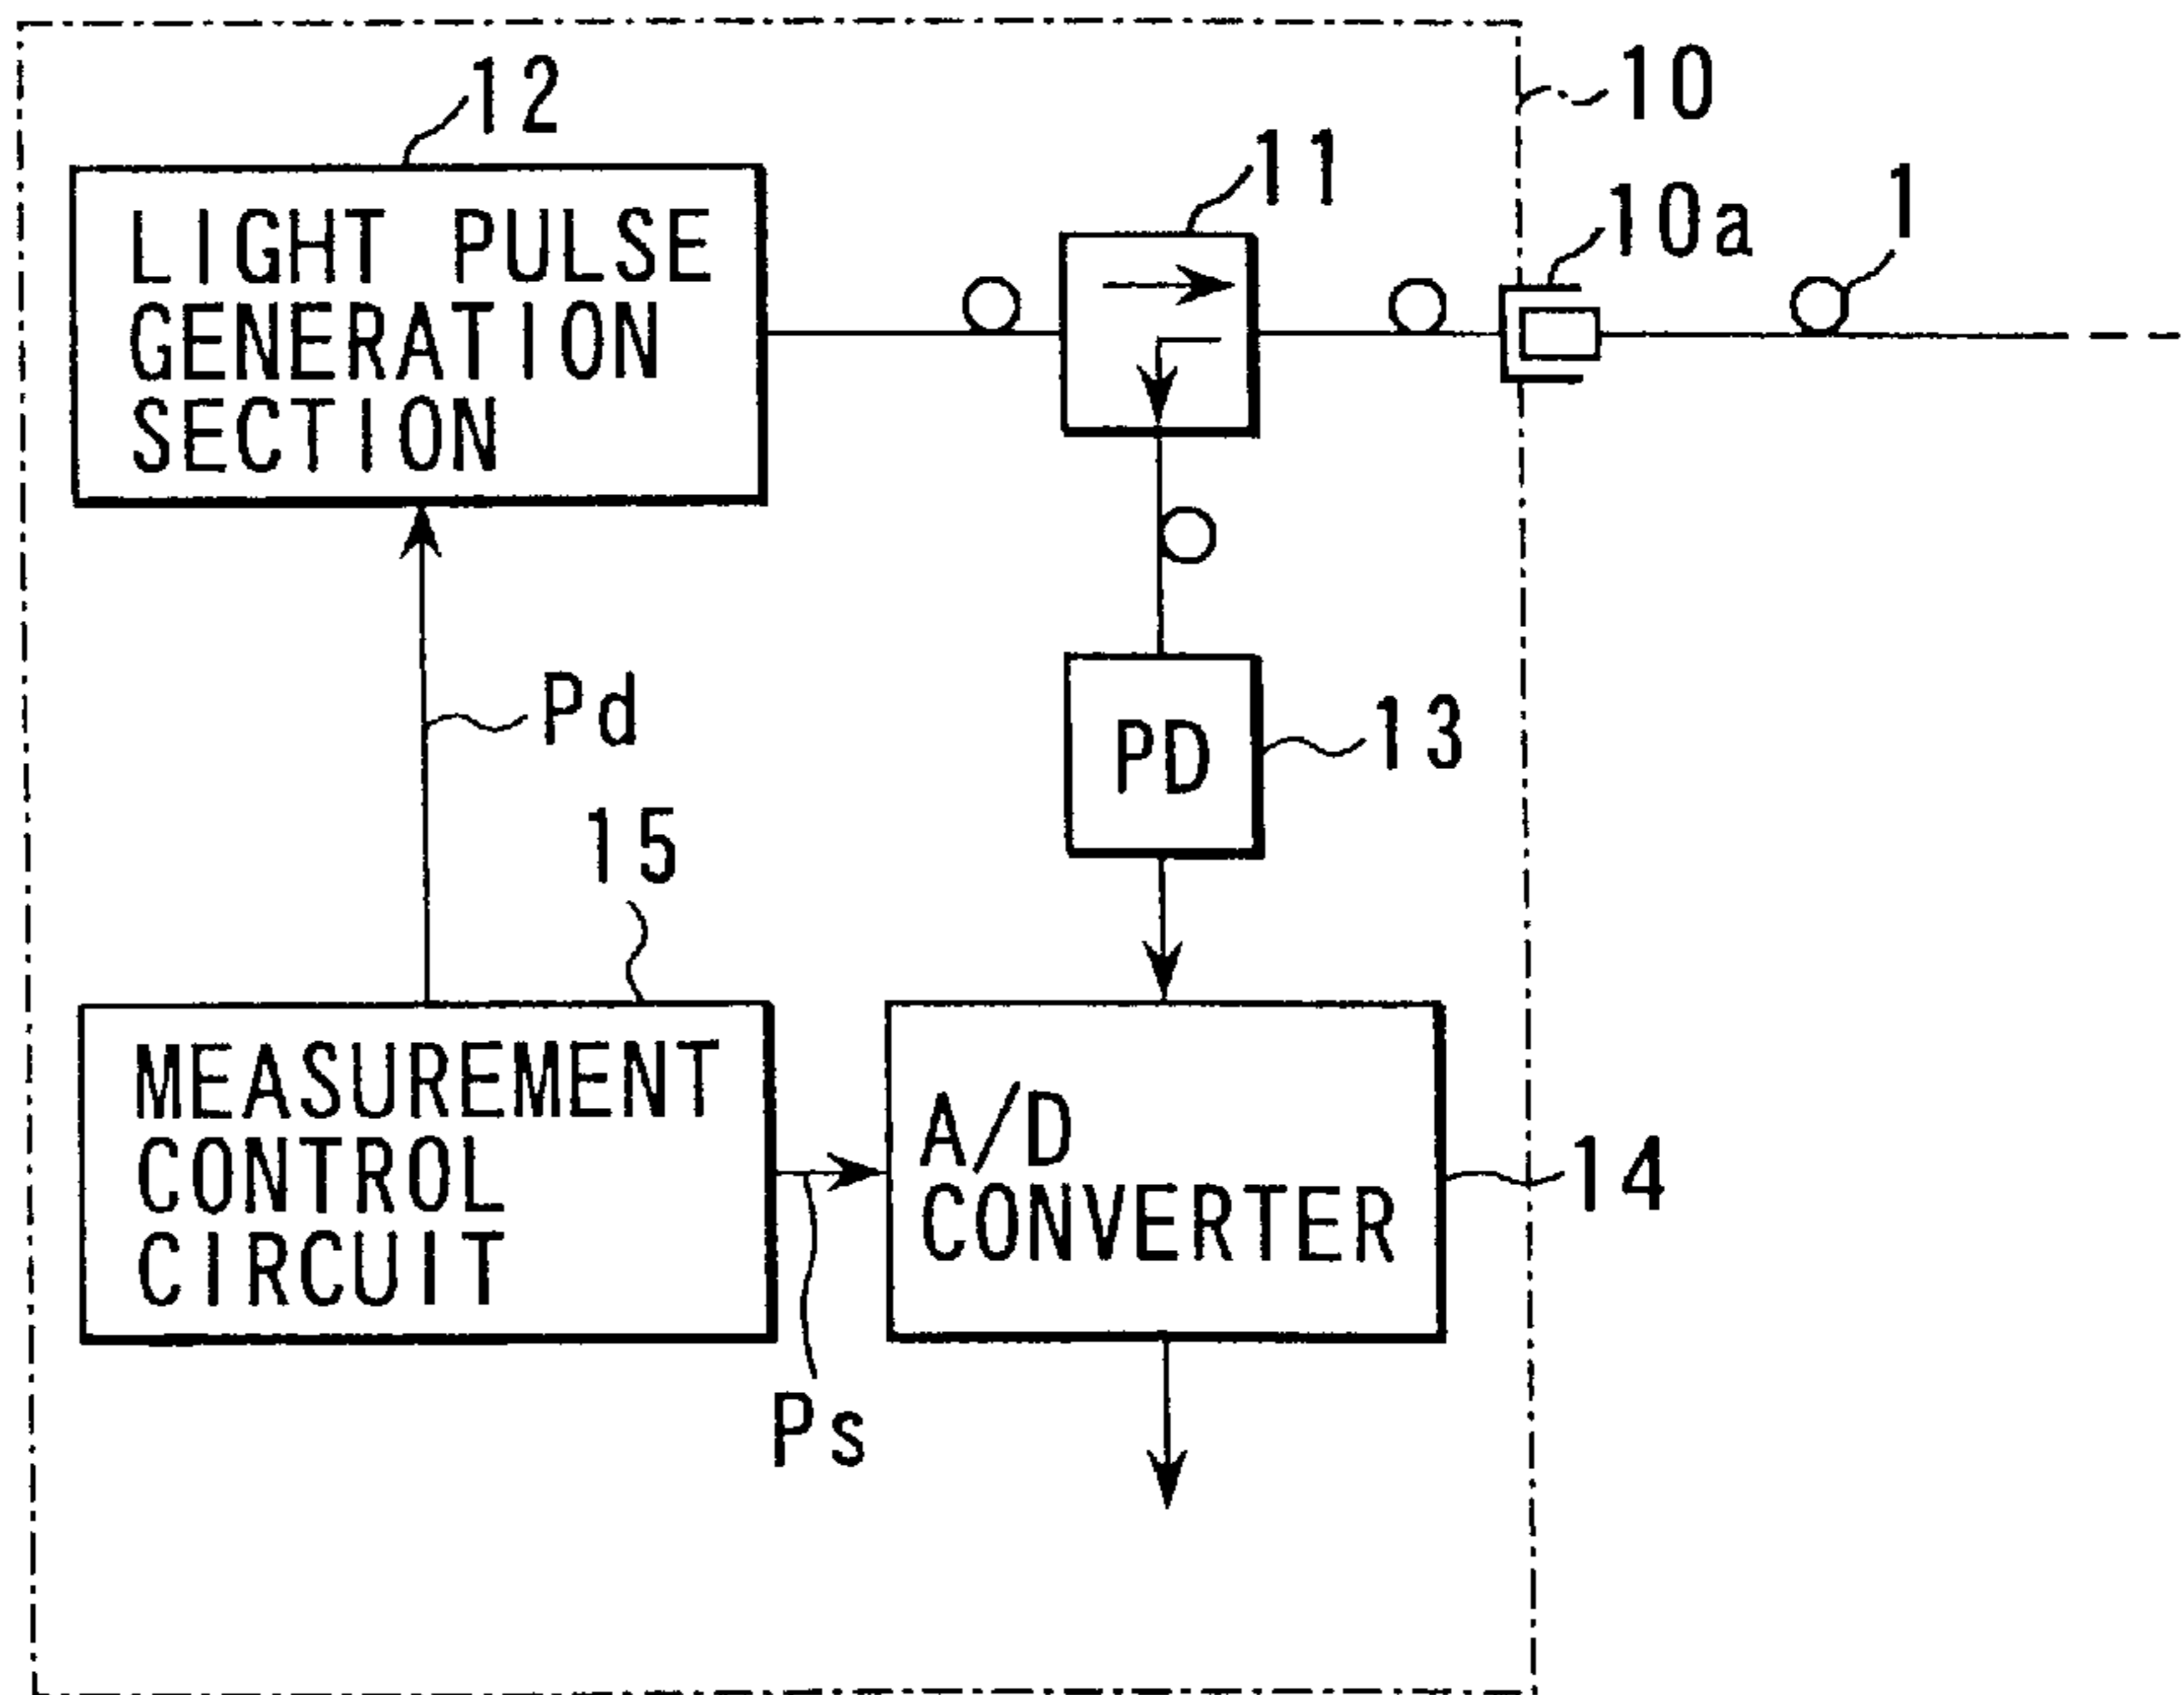 12
10
11
10a
1
LIGHT PULSE
GENERATION
SECTION
Pd
PD
13
15
MEASUREMENT
CONTROL
CIRCUIT
A/D
CONVERTER
14
Ps